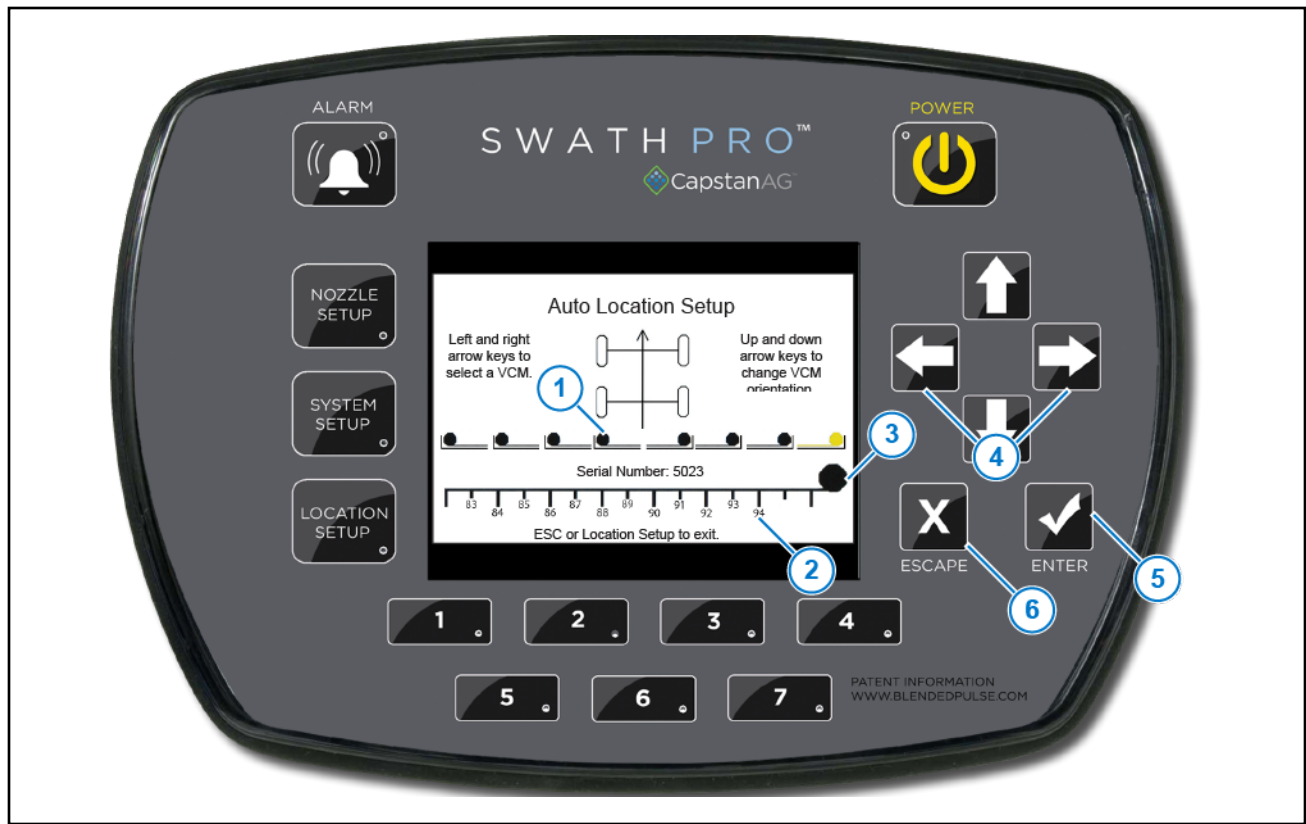 ALARM
POWER
SWATH PRO™
CapstanAG™
NOZZLE
SETUP
SYSTEM
SETUP
LOCATION
SETUP
Auto Location Setup
Left and right
arrow keys to
select a VCM.
Up and down
arrow keys to
change VCM
orientation
1
3
4
Serial Number: 5023
83 84 85 86 87 88 89 90 91 92 93 94
ESC or Location Setup to exit.
2
X
ESCAPE
ENTER
5
6
1
2
3
4
5
6
7
PATENT INFORMATION
WWW.BLENDEDPULSE.COM